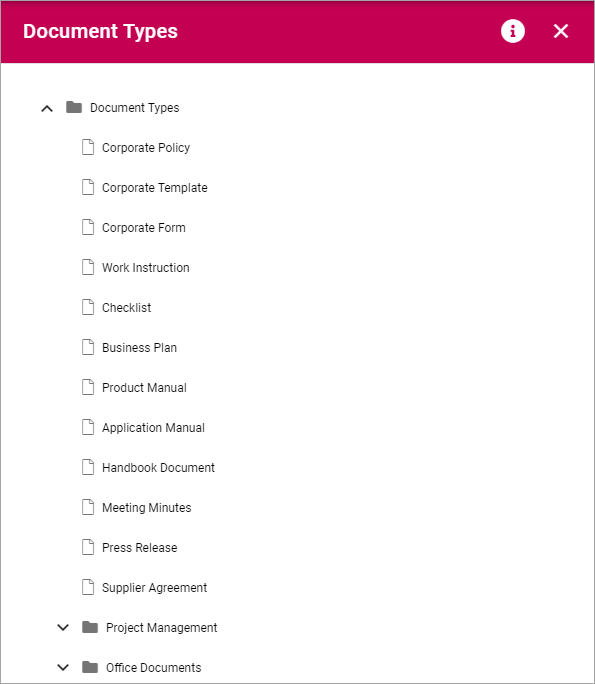 Document Types
Document Types
Corporate Policy
Corporate Template
Corporate Form
Work Instruction
Checklist
Business Plan
Product Manual
Application Manual
Handbook Document
Meeting Minutes
Press Release
Supplier Agreement
Project Management
Office Documents